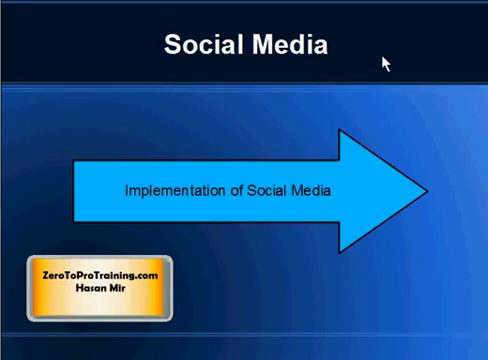 Social Media
Implementation of Social Media
ZeroToProTraining.com
Hasan Mir